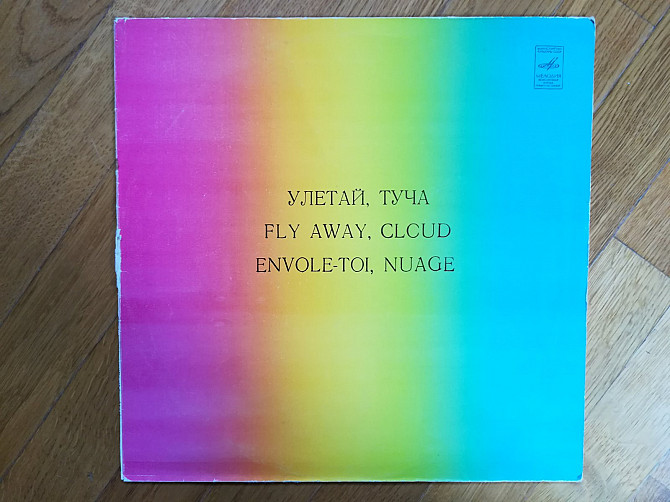 УЛЕТАЙ, ТУЧА
FLY AWAY, CLOUD
ENVOLE-TOI, NUAGE